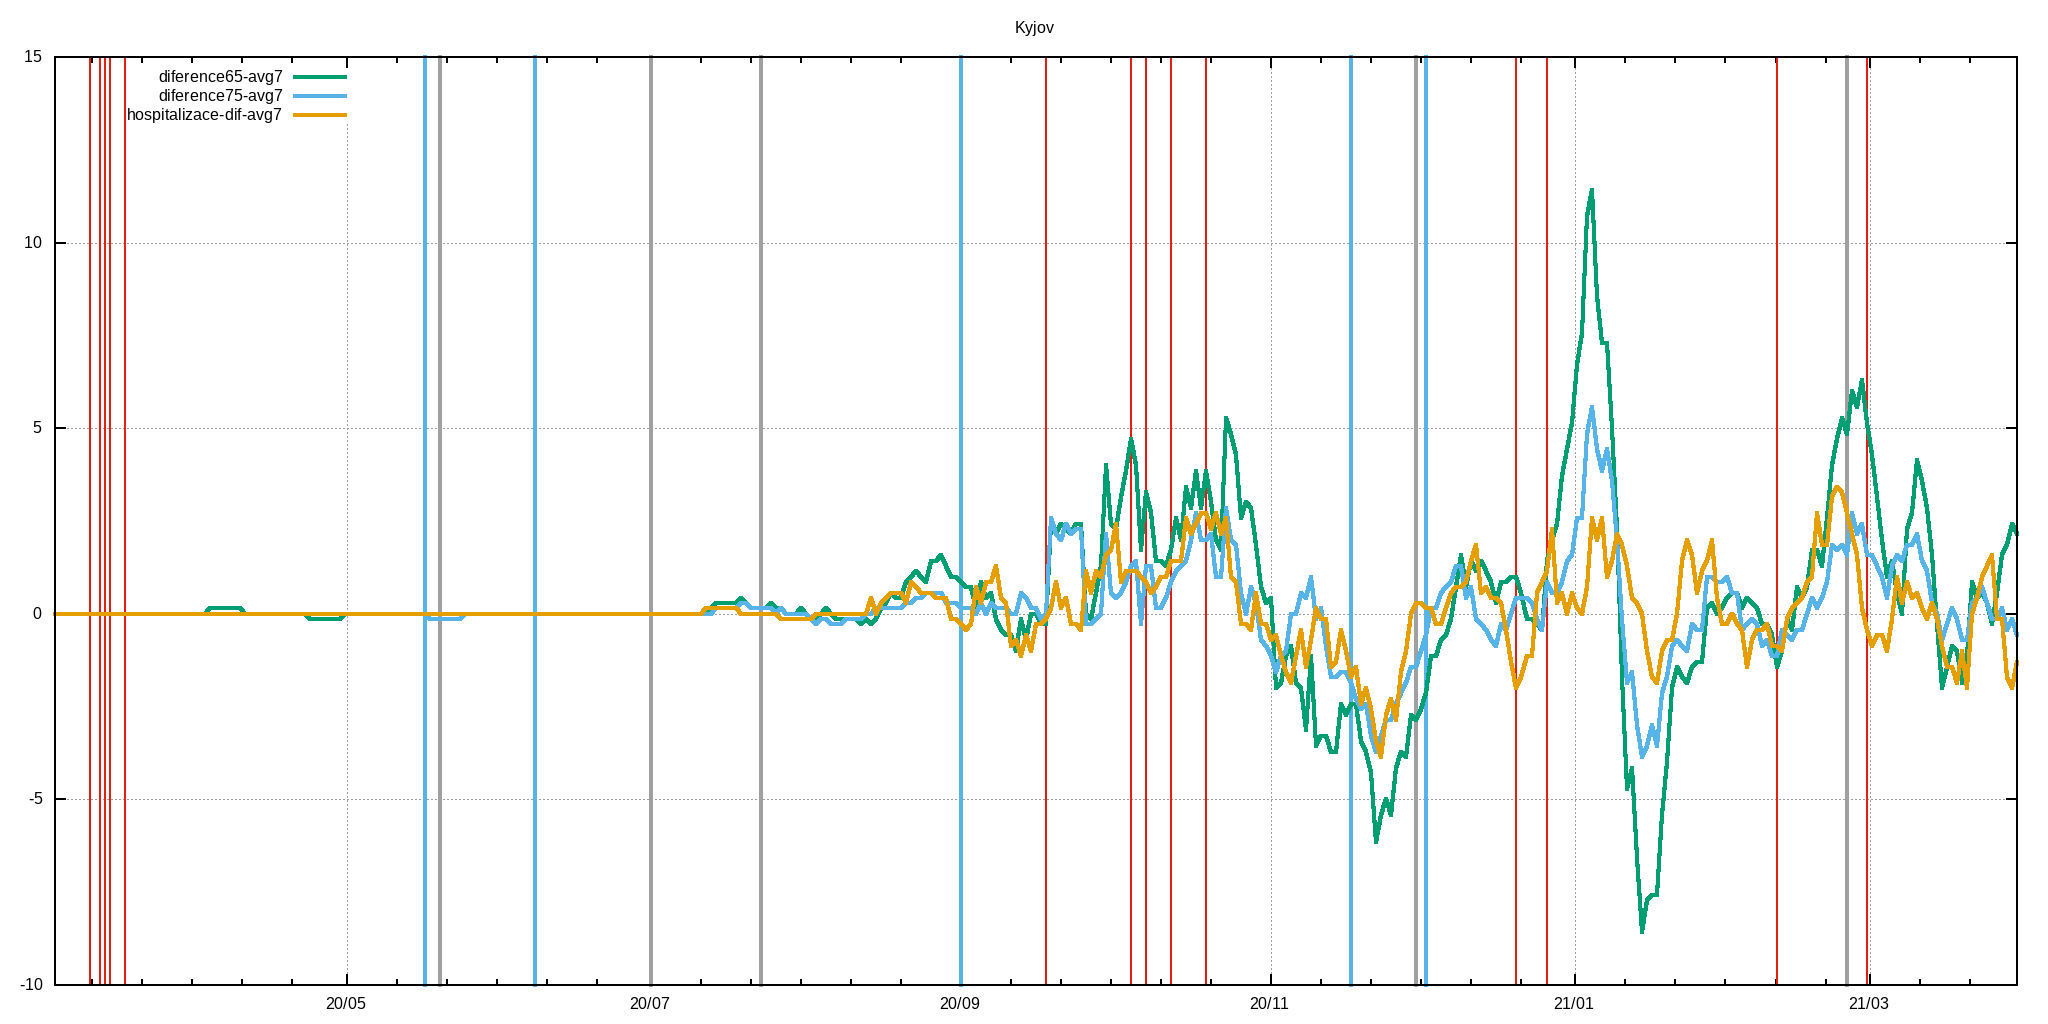 Kyjov
15
diference65-avg7
diference75-avg7
hospitalizace-dif-avg7
10
5
0
-5
-10
20/05 20/07 20/09 20/11 21/01 21/03